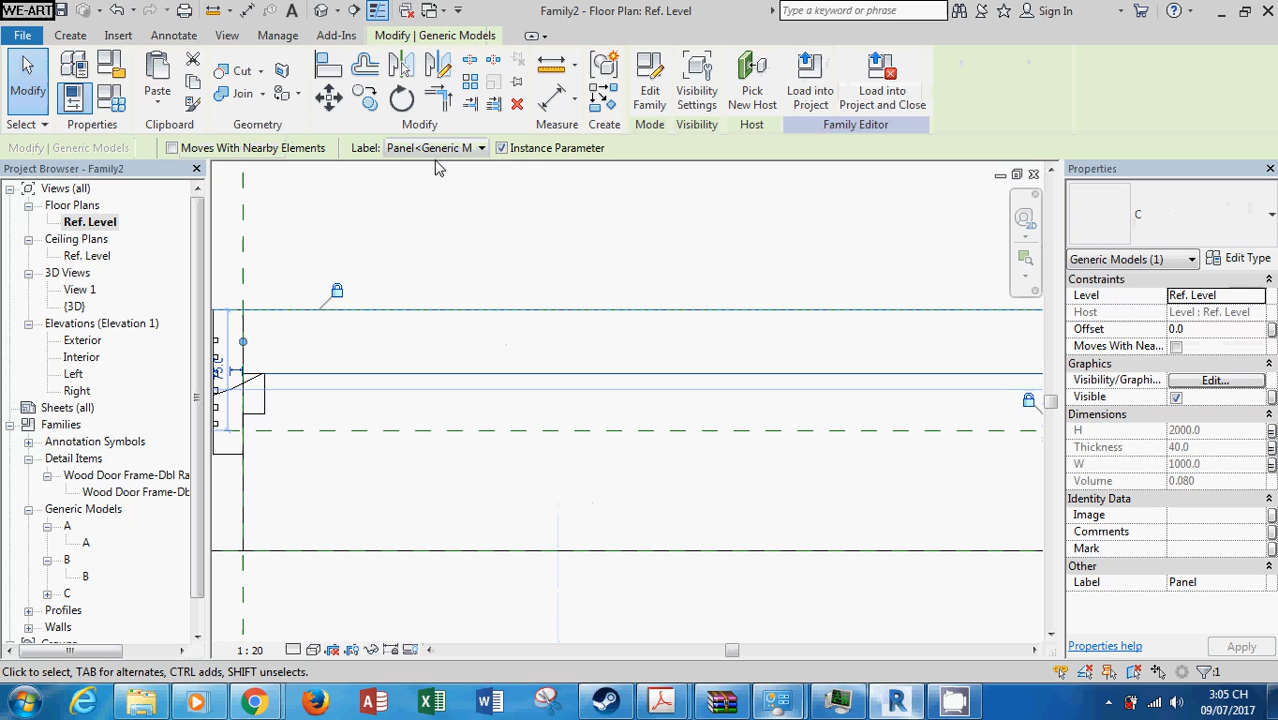 WE-ART
Family2 - Floor Plan: Ref. Level
Type a keyword or phrase
Sign In
File Create Insert Annotate View Manage Add-Ins Modify | Generic Models
Modify
Paste
Cut
Join
Edit Family
Visibility Settings
Pick New Host
Load into Project
Load into Project and Close
Select Properties Clipboard Geometry Modify Measure Create Mode Visibility Host Family Editor
Modify | Generic Models Moves With Nearby Elements Label: Panel<Generic M Instance Parameter
Project Browser - Family2
Views (all)
Floor Plans
Ref. Level
Ceiling Plans
Ref. Level
3D Views
View 1
{3D}
Elevations (Elevation 1)
Exterior
Interior
Left
Right
Sheets (all)
Families
Annotation Symbols
Detail Items
Wood Door Frame-Dbl Ra
Wood Door Frame-Db
Generic Models
A
A
B
B
C
Profiles
Walls
2D
1 : 20
Properties
C
Generic Models (1) Edit Type
Constraints
Level Ref. Level
Host Level : Ref. Level
Offset 0.0
Moves With Nea...
Graphics
Visibility/Graphi... Edit...
Visible
Dimensions
H 2000.0
Thickness 40.0
W 1000.0
Volume 0.080
Identity Data
Image
Comments
Mark
Other
Label Panel
Properties help Apply
Click to select, TAB for alternates, CTRL adds, SHIFT unselects.
:1
3:05 CH
09/07/2017